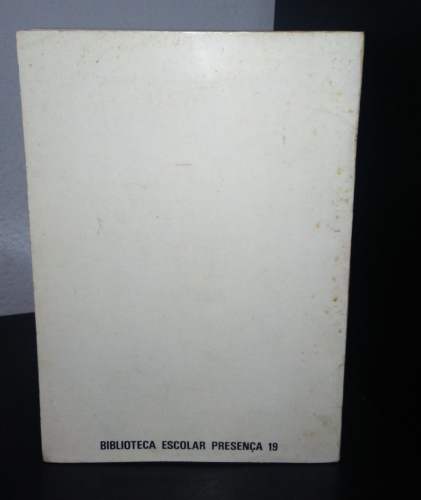 BIBLIOTECA ESCOLAR PRESENÇA 19